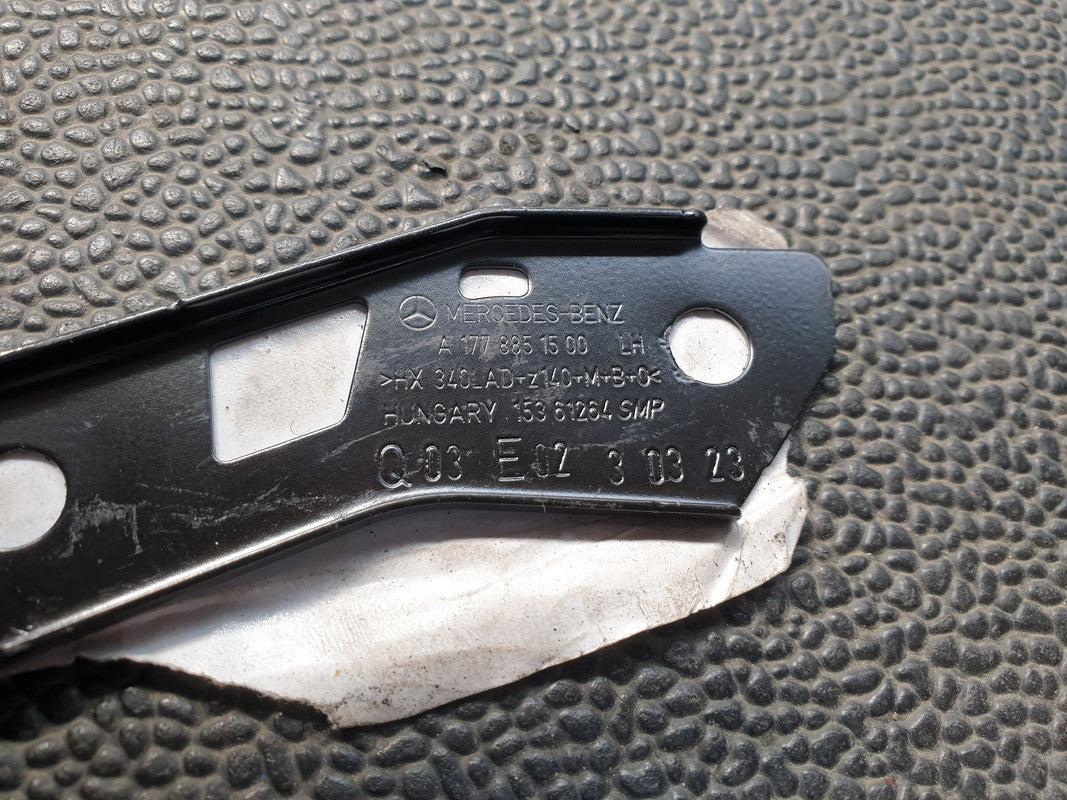 MERCEDES-BENZ
A 177 885 15 00 LH
>HX 340LAD+z140+M+B+O<
HUNGARY 153 61264 SMP
Q 03 E 02 3 03 23